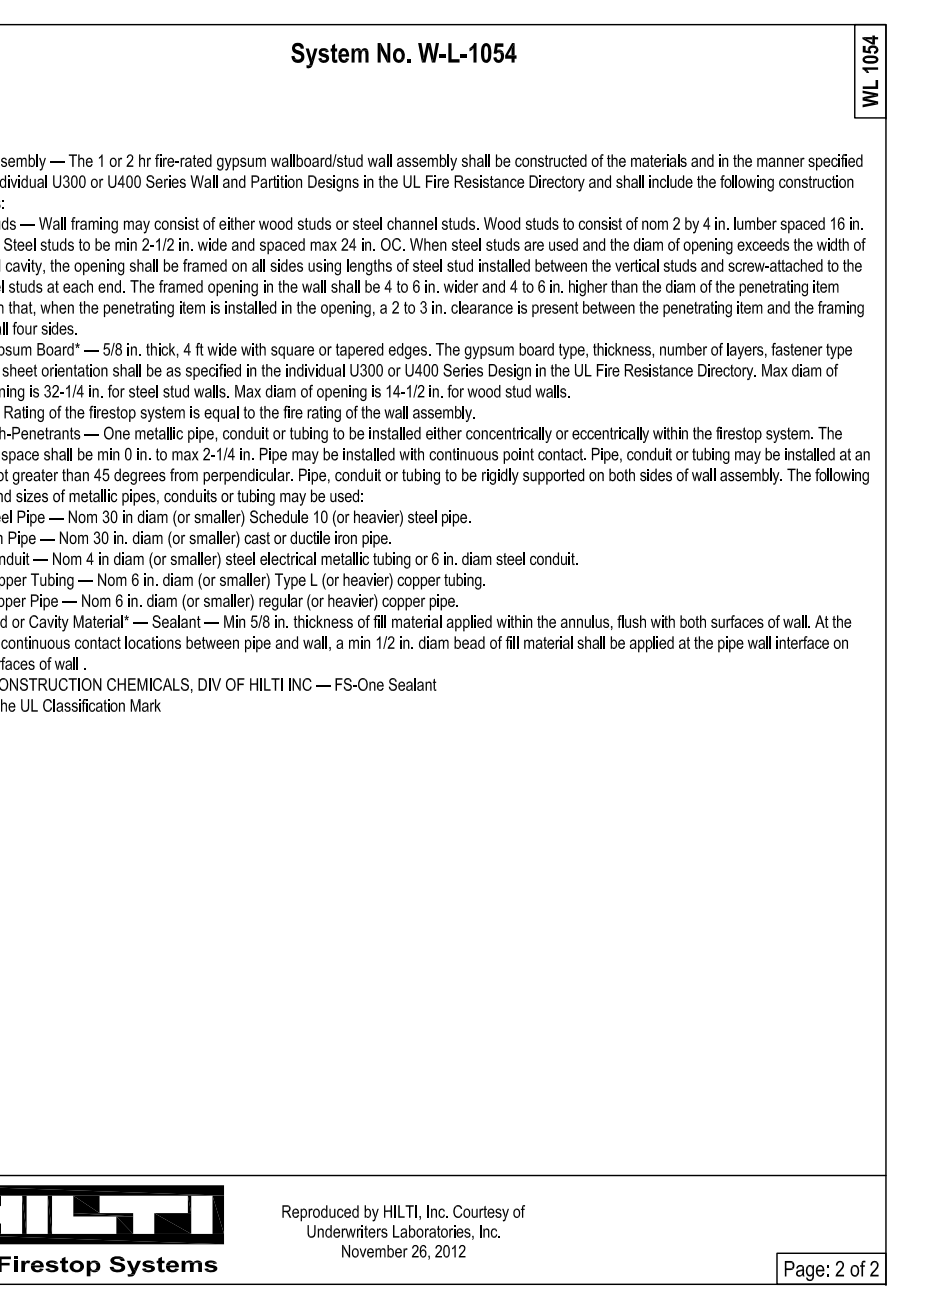 System No. W-L-1054
WL 1054
sembly — The 1 or 2 hr fire-rated gypsum wallboard/stud wall assembly shall be constructed of the materials and in the manner specified
dividual U300 or U400 Series Wall and Partition Designs in the UL Fire Resistance Directory and shall include the following construction
s:
ds — Wall framing may consist of either wood studs or steel channel studs. Wood studs to consist of nom 2 by 4 in. lumber spaced 16 in.
Steel studs to be min 2-1/2 in. wide and spaced max 24 in. OC. When steel studs are used and the diam of opening exceeds the width of
cavity, the opening shall be framed on all sides using lengths of steel stud installed between the vertical studs and screw-attached to the
l studs at each end. The framed opening in the wall shall be 4 to 6 in. wider and 4 to 6 in. higher than the diam of the penetrating item
h that, when the penetrating item is installed in the opening, a 2 to 3 in. clearance is present between the penetrating item and the framing
ll four sides.
psum Board* — 5/8 in. thick, 4 ft wide with square or tapered edges. The gypsum board type, thickness, number of layers, fastener type
sheet orientation shall be as specified in the individual U300 or U400 Series Design in the UL Fire Resistance Directory. Max diam of
ning is 32-1/4 in. for steel stud walls. Max diam of opening is 14-1/2 in. for wood stud walls.
Rating of the firestop system is equal to the fire rating of the wall assembly.
h-Penetrants — One metallic pipe, conduit or tubing to be installed either concentrically or eccentrically within the firestop system. The
space shall be min 0 in. to max 2-1/4 in. Pipe may be installed with continuous point contact. Pipe, conduit or tubing may be installed at an
ot greater than 45 degrees from perpendicular. Pipe, conduit or tubing to be rigidly supported on both sides of wall assembly. The following
nd sizes of metallic pipes, conduits or tubing may be used:
el Pipe — Nom 30 in diam (or smaller) Schedule 10 (or heavier) steel pipe.
n Pipe — Nom 30 in. diam (or smaller) cast or ductile iron pipe.
nduit — Nom 4 in diam (or smaller) steel electrical metallic tubing or 6 in. diam steel conduit.
pper Tubing — Nom 6 in. diam (or smaller) Type L (or heavier) copper tubing.
pper Pipe — Nom 6 in. diam (or smaller) regular (or heavier) copper pipe.
d or Cavity Material* — Sealant — Min 5/8 in. thickness of fill material applied within the annulus, flush with both surfaces of wall. At the
continuous contact locations between pipe and wall, a min 1/2 in. diam bead of fill material shall be applied at the pipe wall interface on
faces of wall .
ONSTRUCTION CHEMICALS, DIV OF HILTI INC — FS-One Sealant
he UL Classification Mark
HILTI
Firestop Systems
Reproduced by HILTI, Inc. Courtesy of
Underwriters Laboratories, Inc.
November 26, 2012
Page: 2 of 2